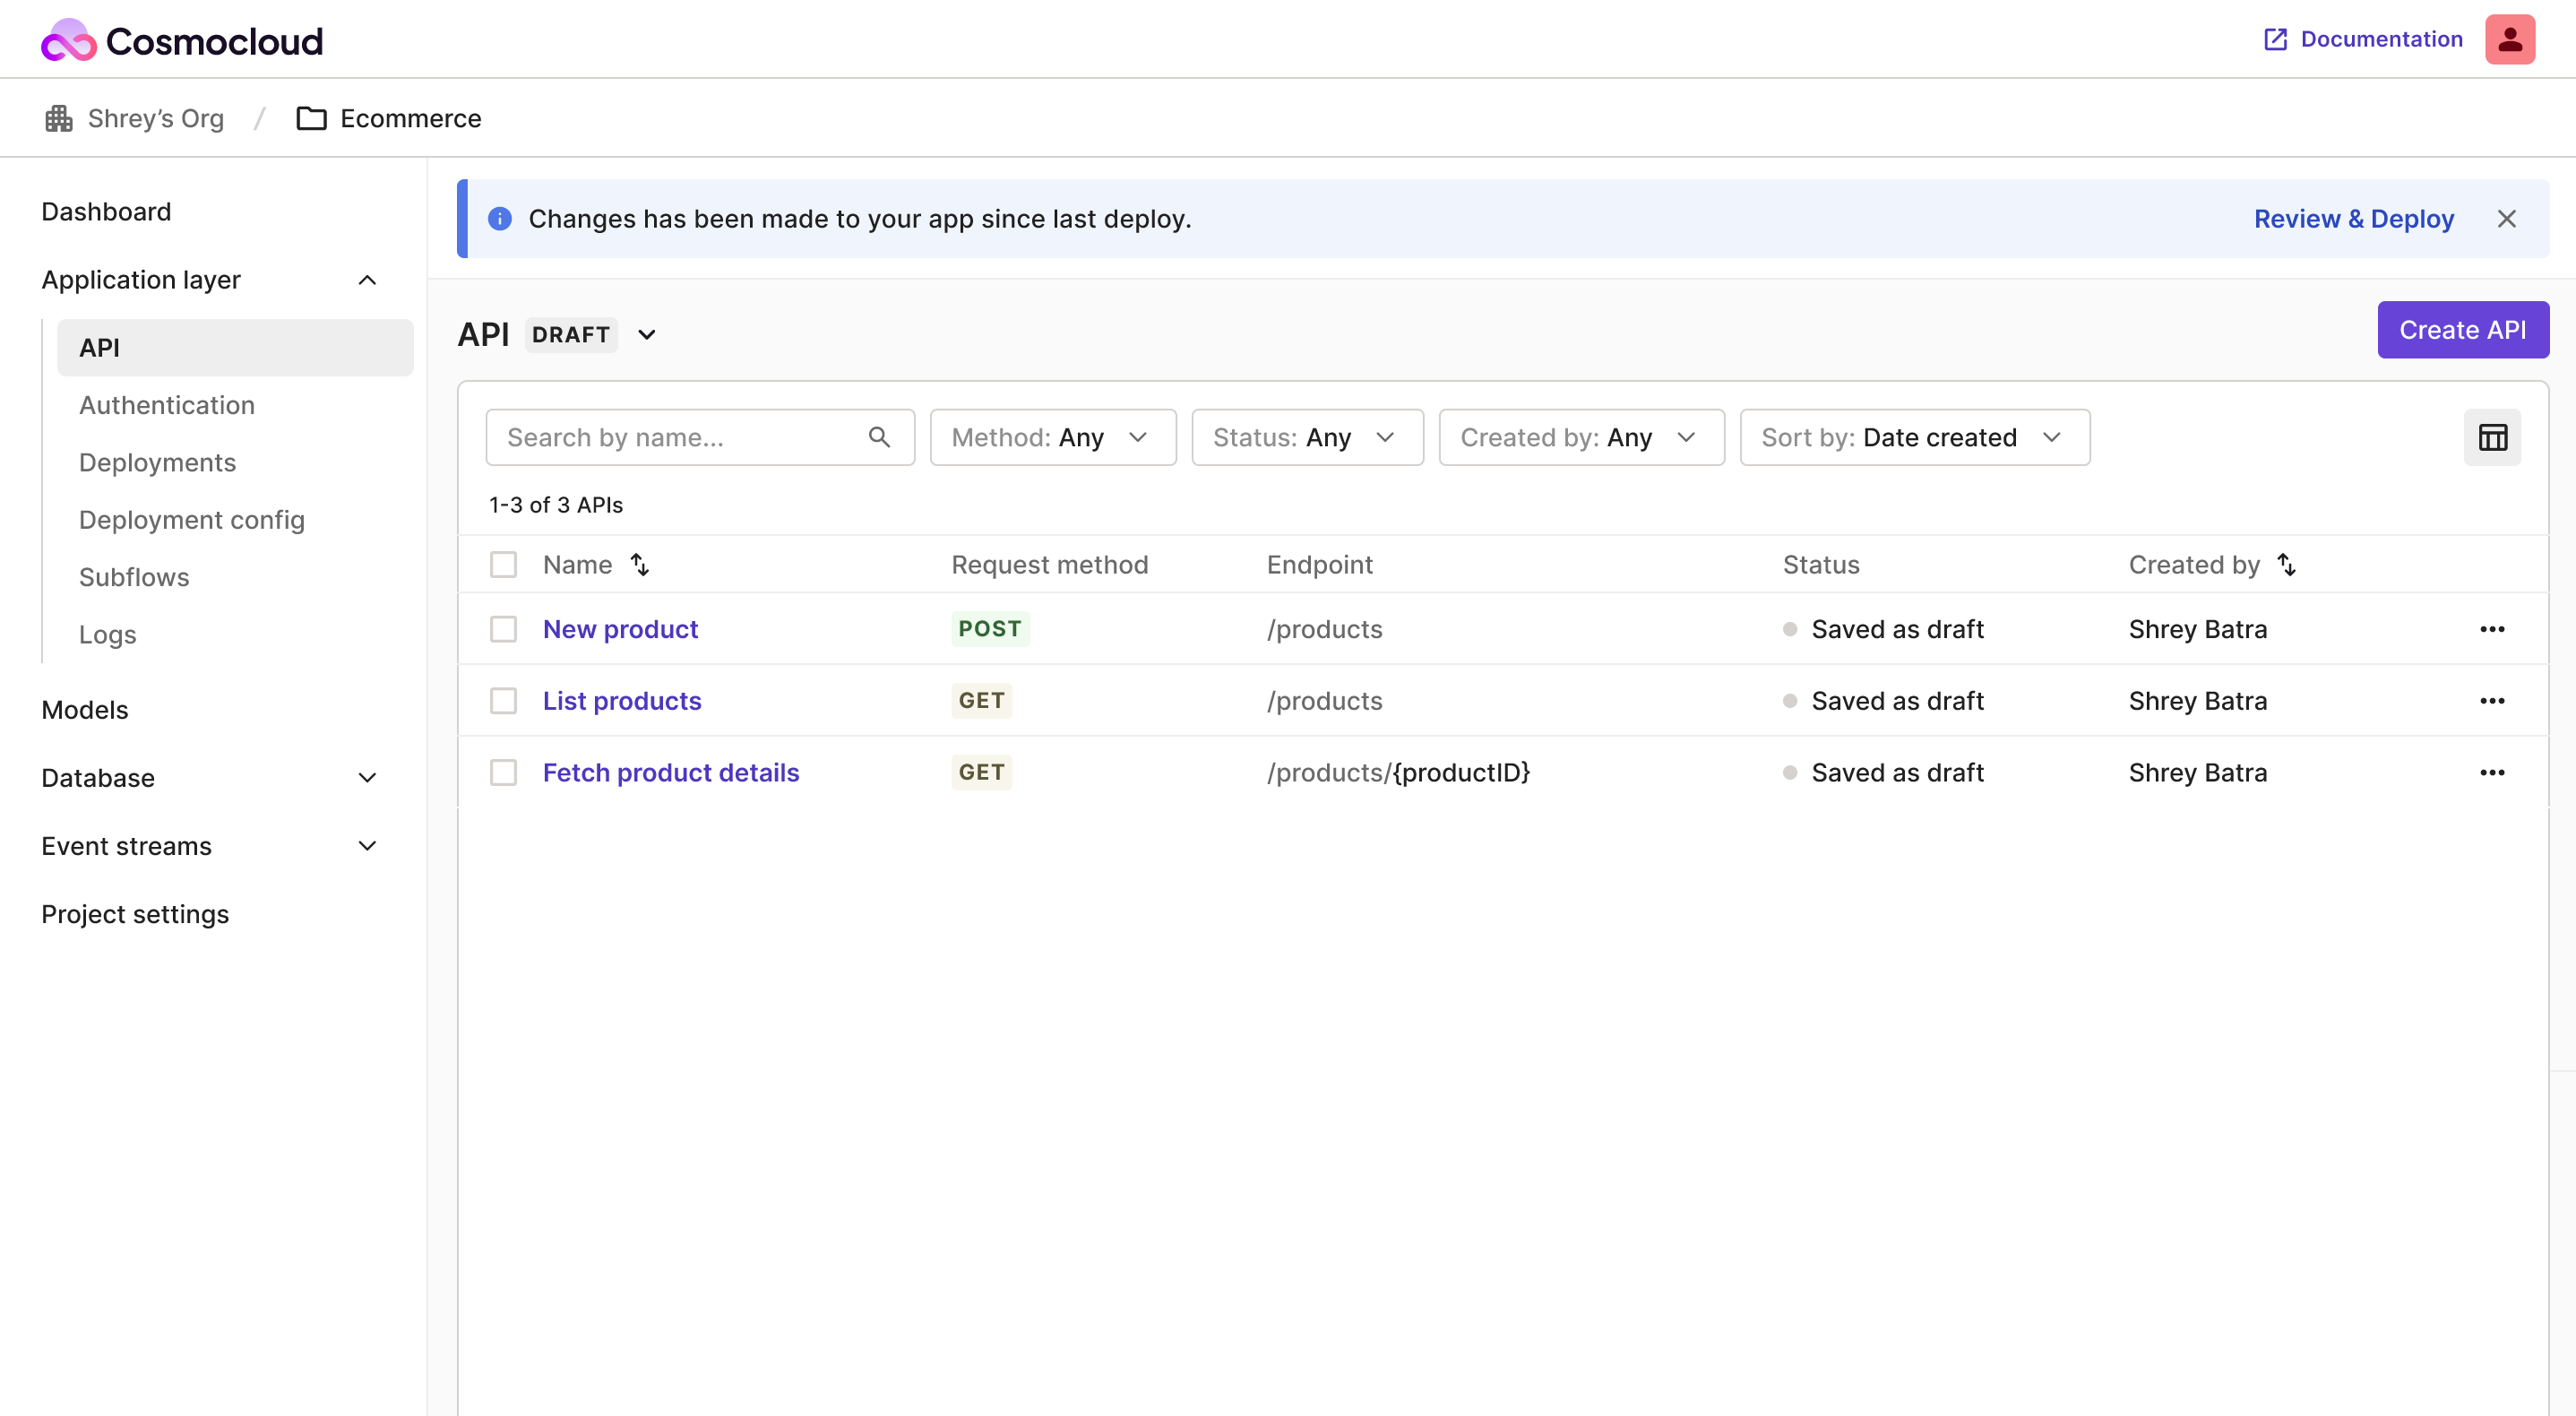 Cosmocloud
Documentation
Shrey’s Org / Ecommerce
Dashboard
Application layer
API
Authentication
Deployments
Deployment config
Subflows
Logs
Models
Database
Event streams
Project settings
Changes has been made to your app since last deploy.
Review & Deploy
API DRAFT
Create API
Search by name...
Method: Any
Status: Any
Created by: Any
Sort by: Date created
1-3 of 3 APIs
Name Request method Endpoint Status Created by
New product POST /products Saved as draft Shrey Batra
List products GET /products Saved as draft Shrey Batra
Fetch product details GET /products/{productID} Saved as draft Shrey Batra